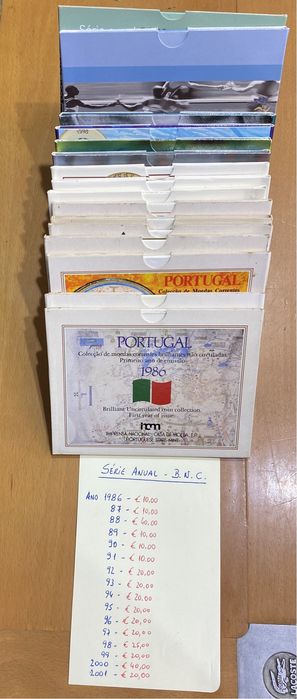 Série
1998
PORTUGAL
Colecção de Moedas Correntes
PORTUGAL
Colecção de moedas correntes brilhantes não circuladas
Primeiro ano de emissão
1986
Brilliant Uncirculated coin collection
First year of issue
incm
IMPRENSA NACIONAL-CASA DA MOEDA, E.P.
PORTUGUESE STATE MINT
SÉRIE ANUAL - B.N.C.
ANO 1986 - € 10,00
87 - € 10,00
88 - € 40,00
89 - € 10,00
90 - € 10,00
91 - € 10,00
92 - € 20,00
93 - € 20,00
94 - € 20,00
95 - € 20,00
96 - € 20,00
97 - € 20,00
98 - € 25,00
99 - € 20,00
2000 - € 40,00
2001 - € 20,00
LACOSTE